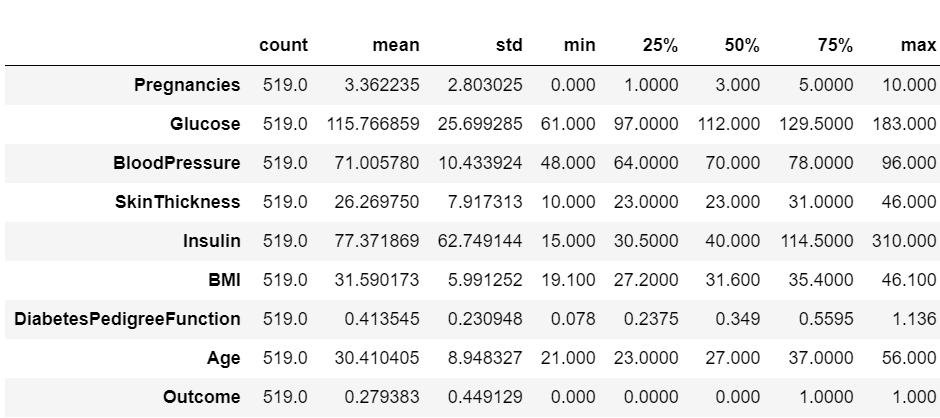 count mean std min 25% 50% 75% max
Pregnancies 519.0 3.362235 2.803025 0.000 1.0000 3.000 5.0000 10.000
Glucose 519.0 115.766859 25.699285 61.000 97.0000 112.000 129.5000 183.000
BloodPressure 519.0 71.005780 10.433924 48.000 64.0000 70.000 78.0000 96.000
SkinThickness 519.0 26.269750 7.917313 10.000 23.0000 23.000 31.0000 46.000
Insulin 519.0 77.371869 62.749144 15.000 30.5000 40.000 114.5000 310.000
BMI 519.0 31.590173 5.991252 19.100 27.2000 31.600 35.4000 46.100
DiabetesPedigreeFunction 519.0 0.413545 0.230948 0.078 0.2375 0.349 0.5595 1.136
Age 519.0 30.410405 8.948327 21.000 23.0000 27.000 37.0000 56.000
Outcome 519.0 0.279383 0.449129 0.000 0.0000 0.000 1.0000 1.000